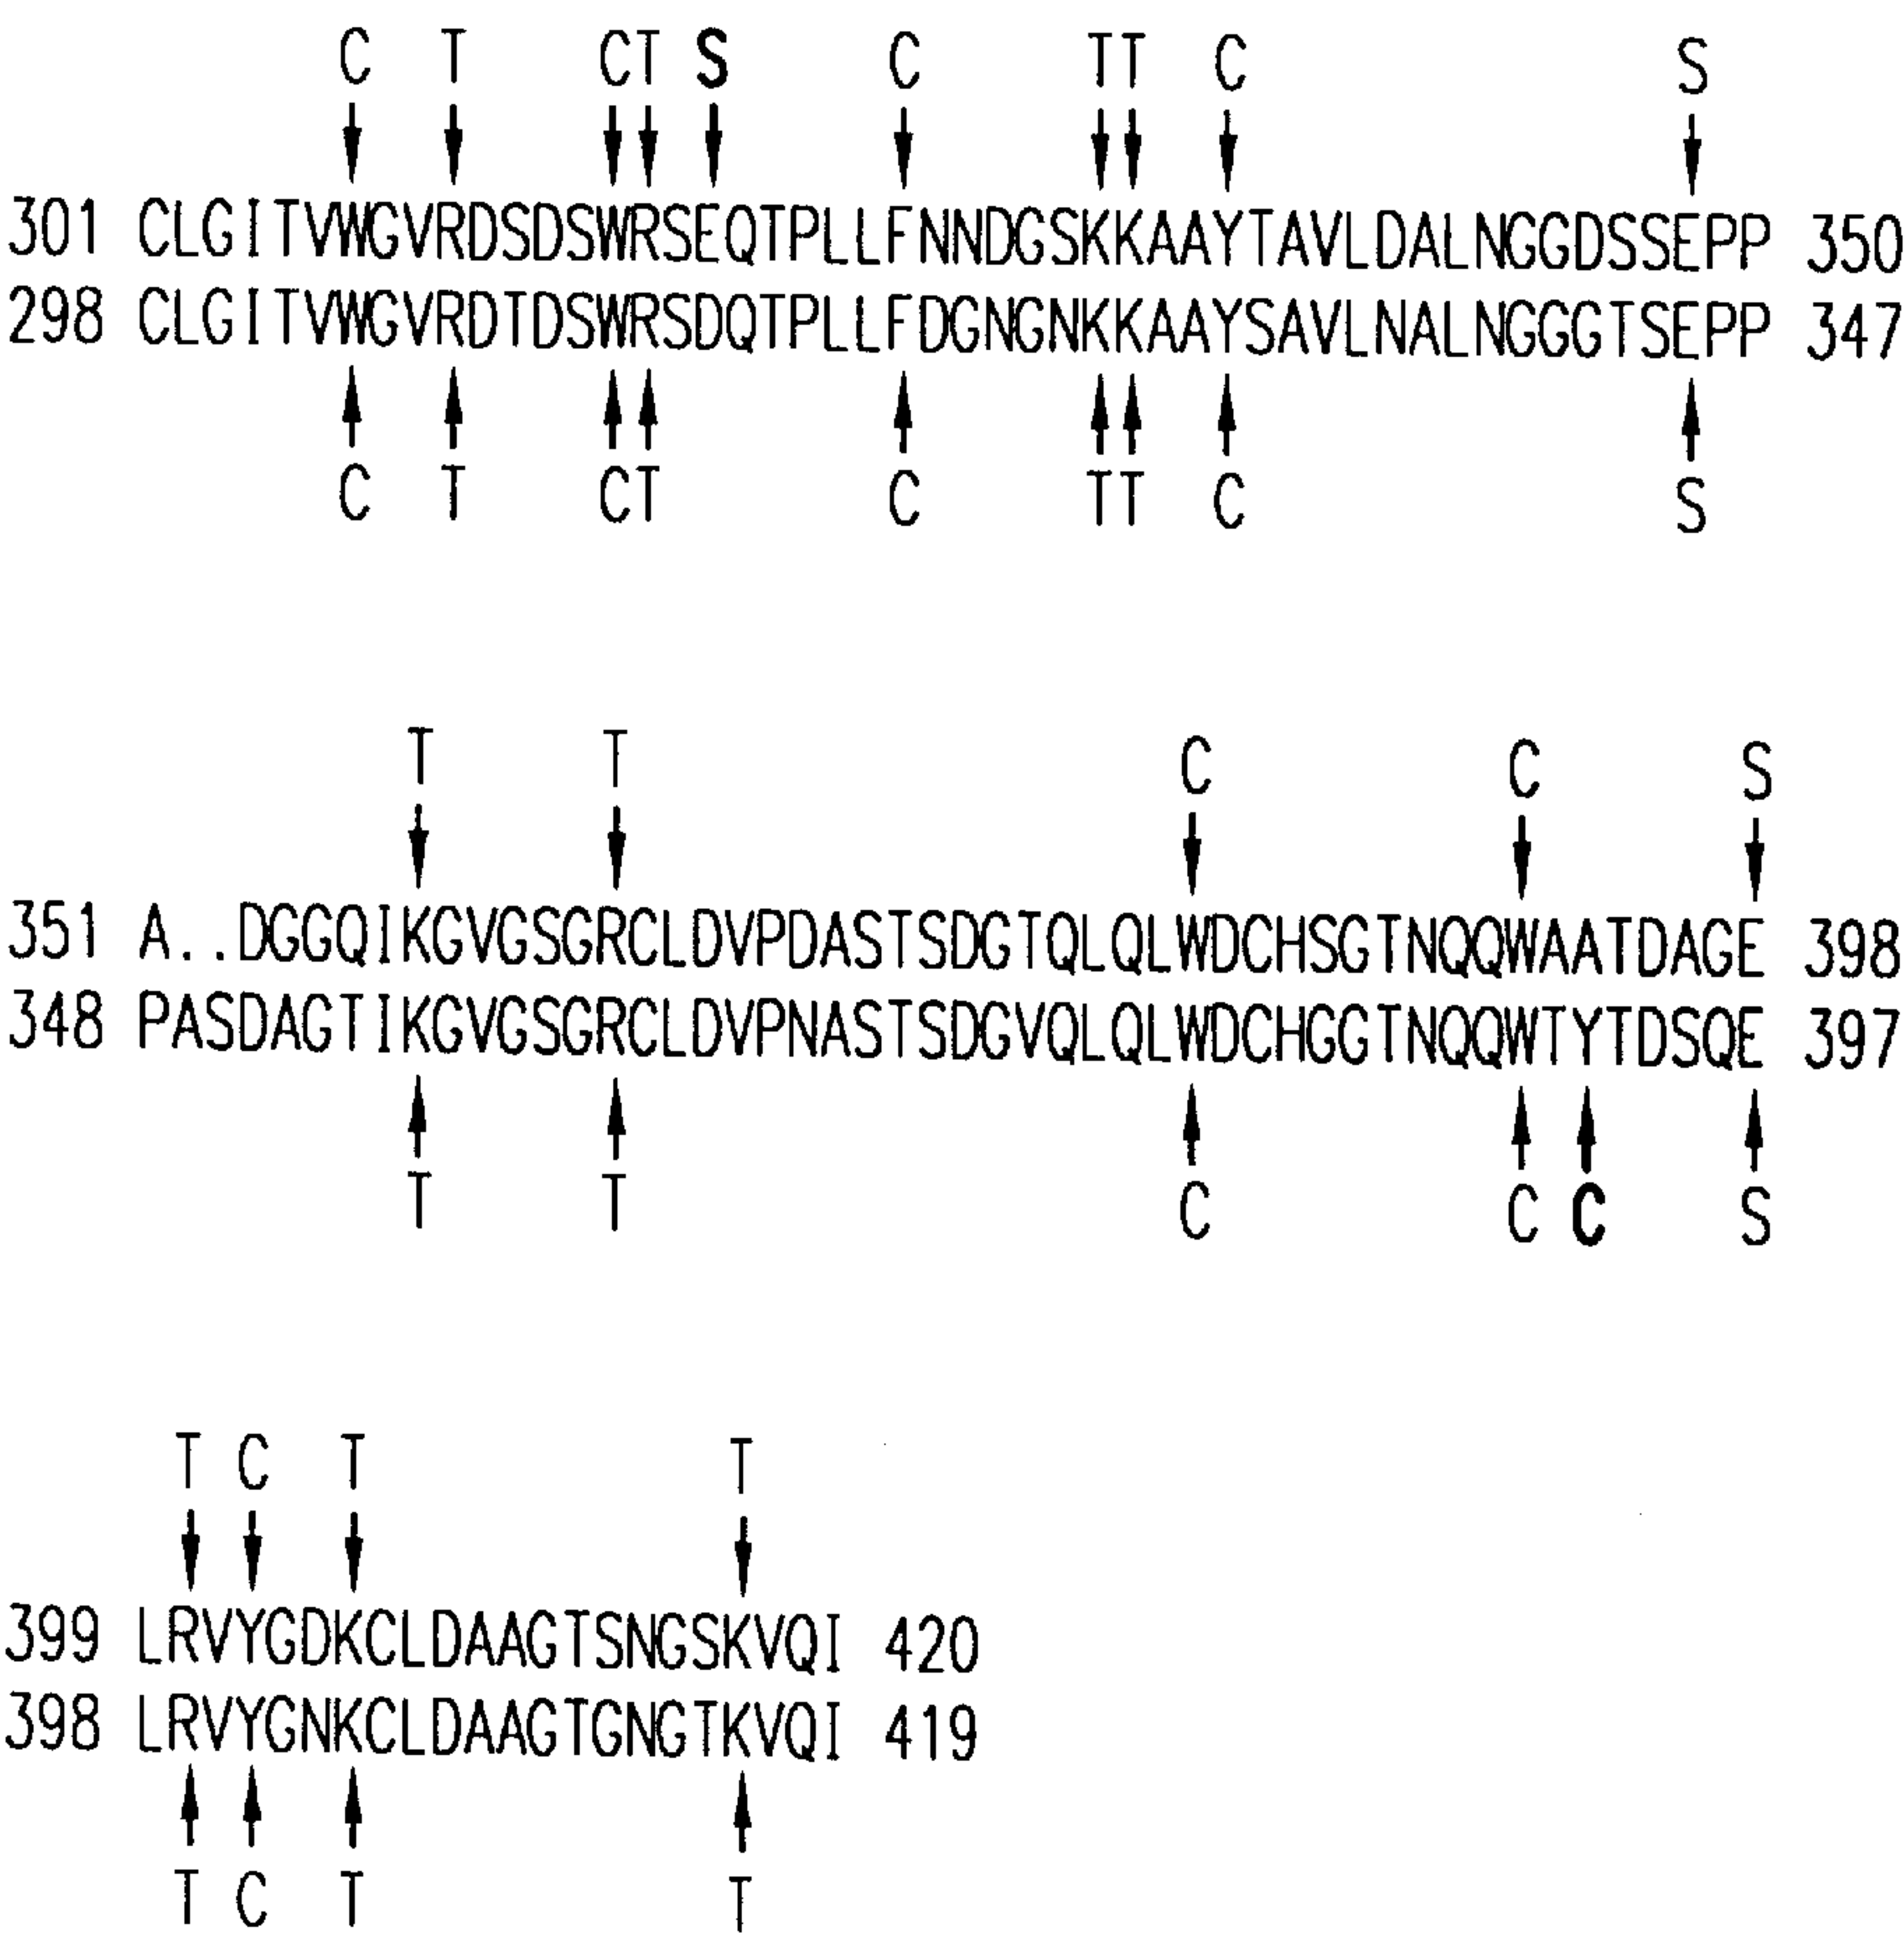 C T CT S C TT C S
301 CLGITVWGVRDSDSWRSEQTPLLFNNDGSKKAAYTAVLDALNGGDSSEPP 350
298 CLGITVWGVRDTDSWRSDQTPLLFDGNGNKKAAYSAVLNALNGGGTSEPP 347
C T CT C TT C S
T T C C S
351 A..DGGQIKGVGSGRCLDVPDASTSDGTQLQLWDCHSGTNQQWAATDAGE 398
348 PASDAGTIKGVGSGRCLDVPNASTSDGVQLQLWDCHGGTNQQWTYTDSQE 397
T T C C C S
T C T T
399 LRVYGDKCLDAAGTSNGSKVQI 420
398 LRVYGNKCLDAAGTGNGTKVQI 419
T C T T